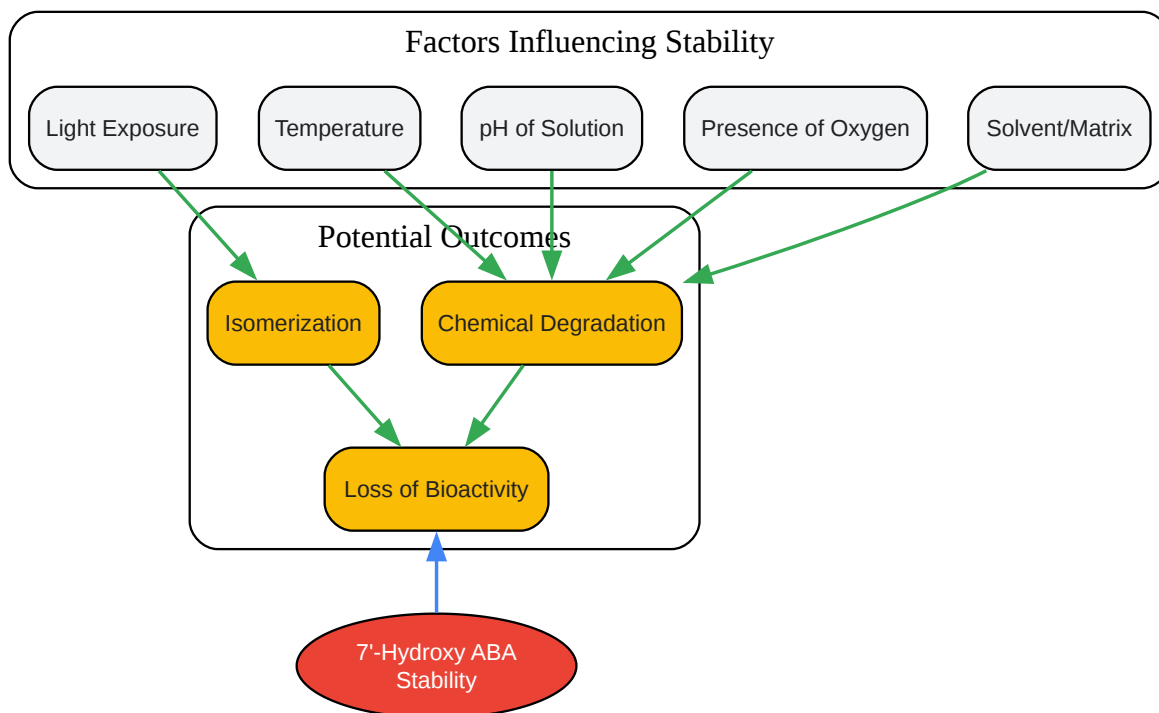 Factors Influencing Stability
Light Exposure
Temperature
pH of Solution
Presence of Oxygen
Solvent/Matrix
Potential Outcomes
Isomerization
Chemical Degradation
Loss of Bioactivity
7'-Hydroxy ABA
Stability